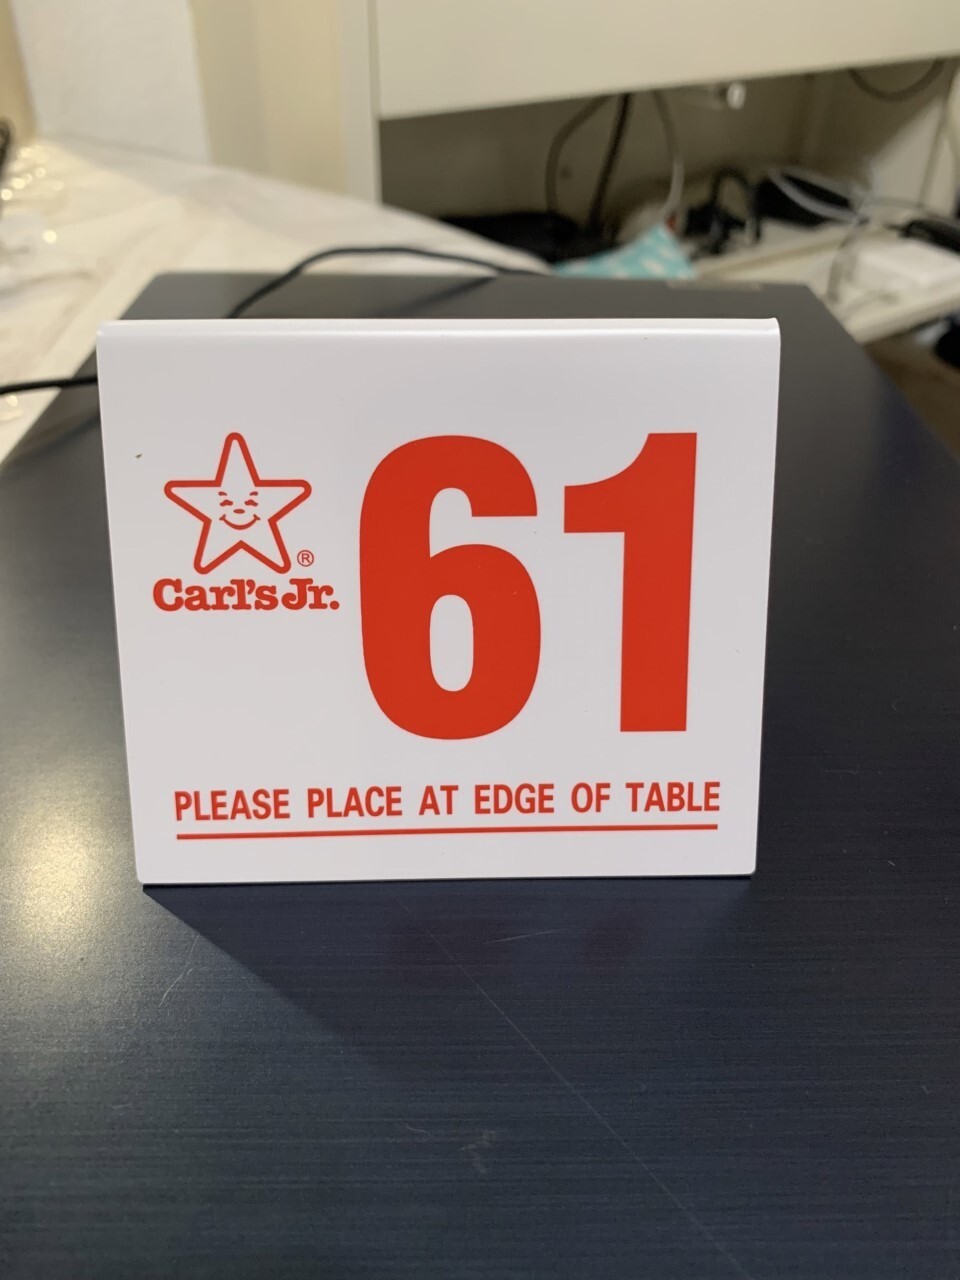 61
®
Carl's Jr.
PLEASE PLACE AT EDGE OF TABLE